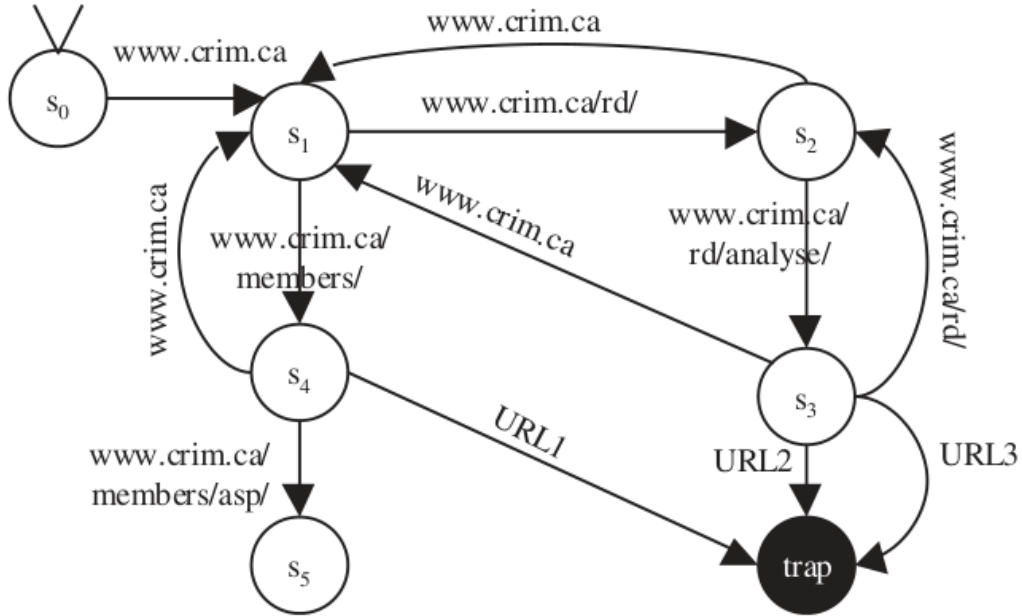 www.crim.ca
www.crim.ca
s0
www.crim.ca/rd/
s1
s2
www.crim.ca
www.crim.ca/
members/
www.crim.ca
www.crim.ca/
rd/analyse/
www.crim.ca/rd/
s4
s3
URL1
www.crim.ca/
members/asp/
URL2
URL3
s5
trap